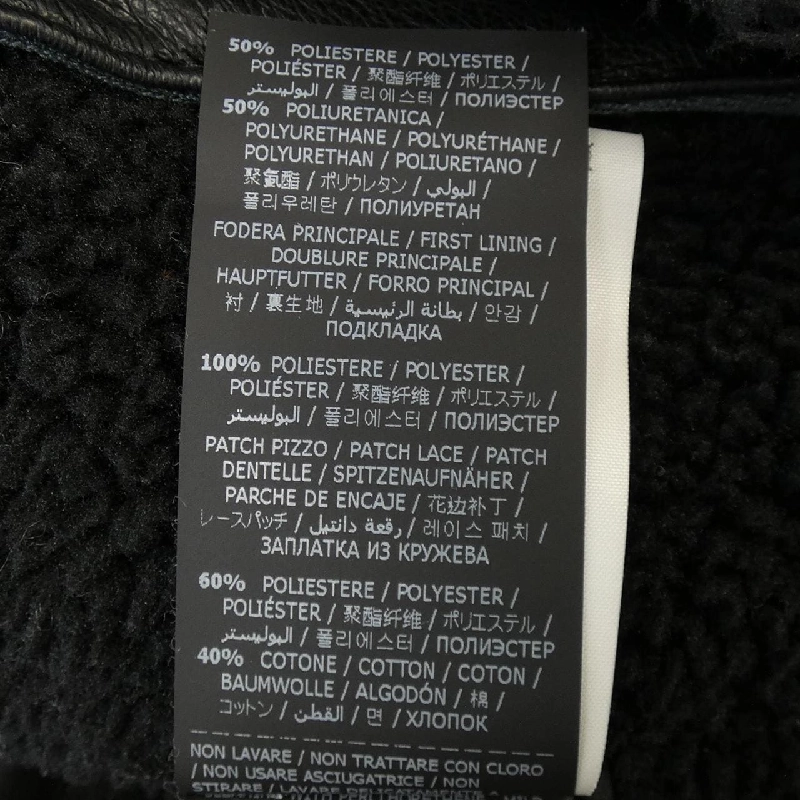 50% POLIESTERE / POLYESTER /
POLIÉSTER / 聚酯纤维 / ポリエステル /
البوليستر / 폴리에스터 / ПОЛИЭСТЕР
50% POLIURETANICA /
POLYURETHANE / POLYURÉTHANE /
POLYURETHAN / POLIURETANO /
聚氨酯 / ポリウレタン / البولي /
폴리우레탄 / ПОЛИУРЕТАН
FODERA PRINCIPALE / FIRST LINING /
DOUBLURE PRINCIPALE /
HAUPTFUTTER / FORRO PRINCIPAL /
衬 / 裏生地 / بطانة الرئيسية / 안감 /
ПОДКЛАДКА
100% POLIESTERE / POLYESTER /
POLIÉSTER / 聚酯纤维 / ポリエステル /
البوليستر / 폴리에스터 / ПОЛИЭСТЕР
PATCH PIZZO / PATCH LACE / PATCH
DENTELLE / SPITZENAUFNÄHER /
PARCHE DE ENCAJE / 花边补丁 /
レースパッチ / رقعة دانتيل / 레이스 패치 /
ЗАПЛАТКА ИЗ КРУЖЕВА
60% POLIESTERE / POLYESTER /
POLIÉSTER / 聚酯纤维 / ポリエステル /
البوليستر / 폴리에스터 / ПОЛИЭСТЕР
40% COTONE / COTTON / COTON /
BAUMWOLLE / ALGODÓN / 棉 /
コットン / القطن / 면 / ХЛОПОК
NON LAVARE / NON TRATTARE CON CLORO
/ NON USARE ASCIUGATRICE / NON
STIRARE / LAVARE DELICATAMENTE A